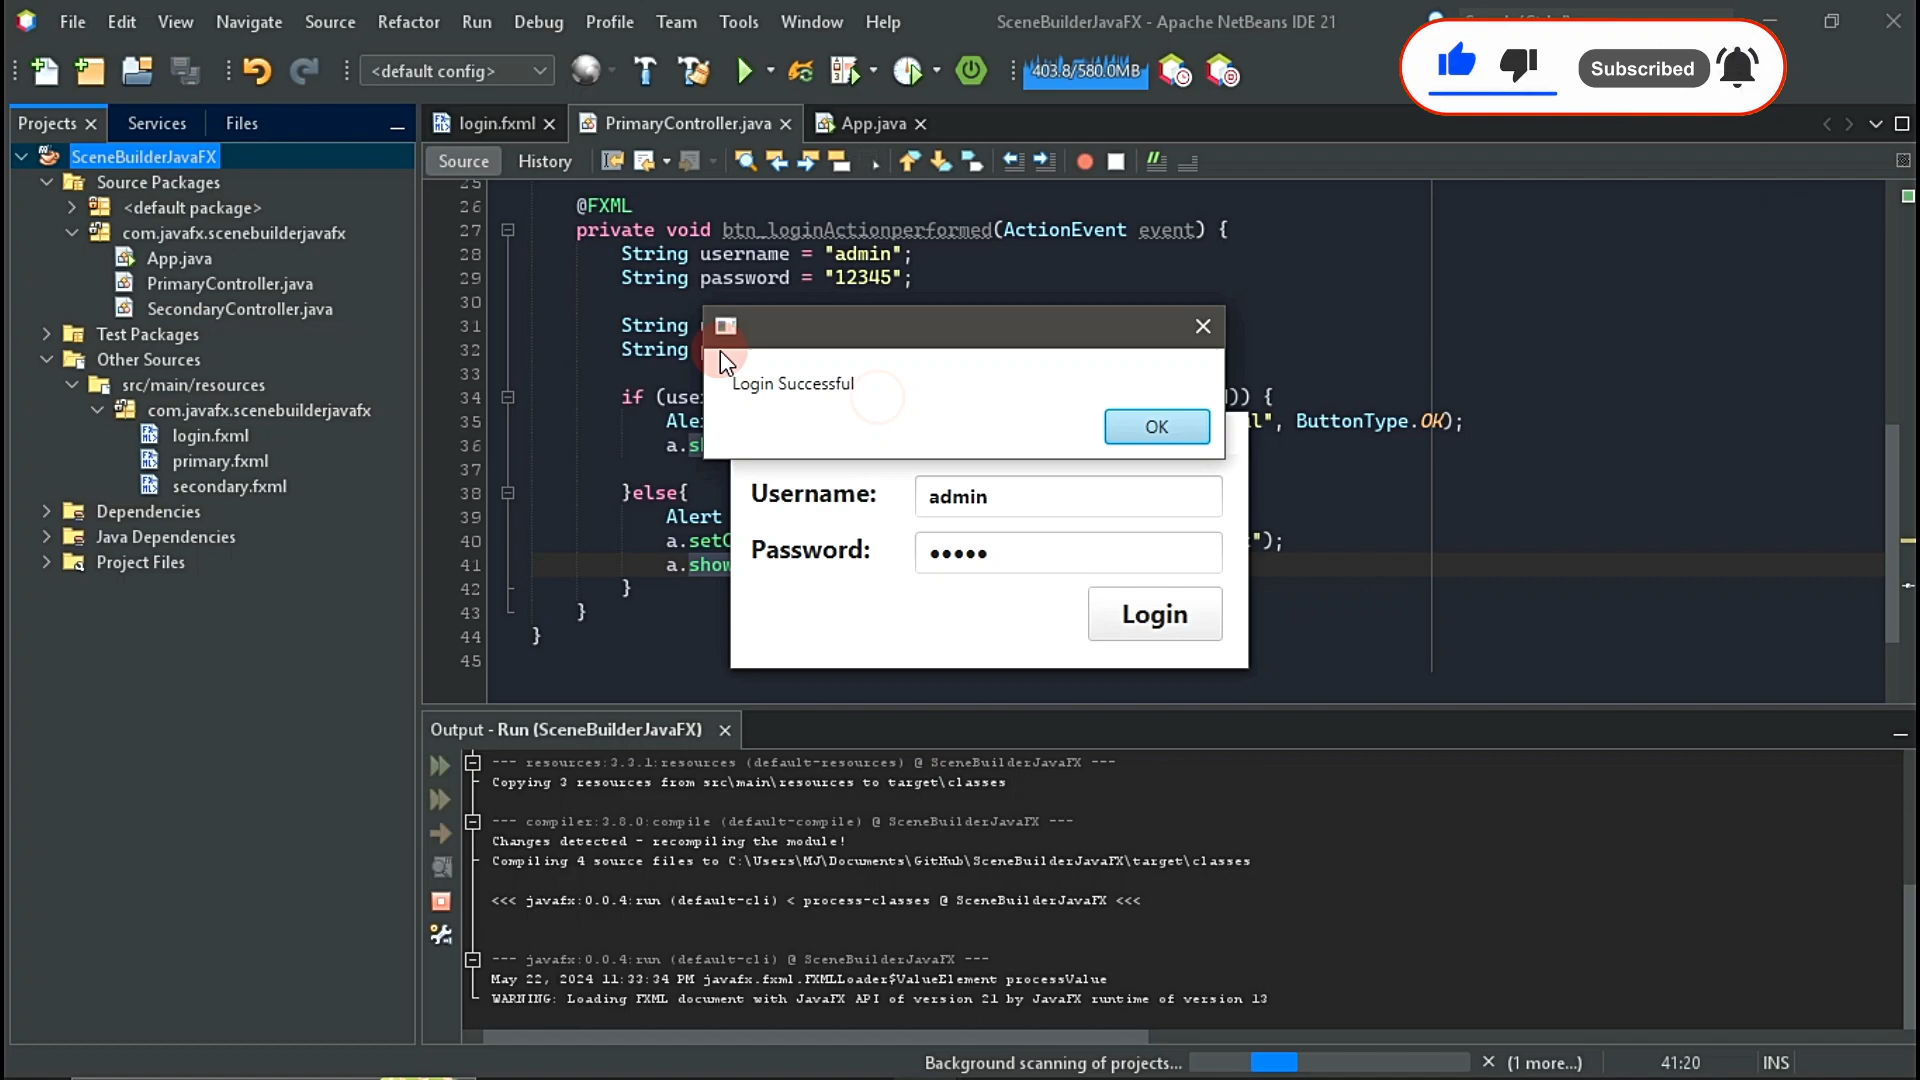 File Edit View Navigate Source Refactor Run Debug Profile Team Tools Window Help SceneBuilderJavaFX - Apache NetBeans IDE 21
<default config> 403.8/580.0MB
Subscribed
Projects Services Files
login.fxml PrimaryController.java App.java
Source History
SceneBuilderJavaFX
Source Packages
<default package>
com.javafx.scenebuilderjavafx
App.java
PrimaryController.java
SecondaryController.java
Test Packages
Other Sources
src/main/resources
com.javafx.scenebuilderjavafx
login.fxml
primary.fxml
secondary.fxml
Dependencies
Java Dependencies
Project Files
25
26 @FXML
27 private void btn_loginActionperformed(ActionEvent event) {
28 String username = "admin";
29 String password = "12345";
30
31 String
32 String
33
34 if (use )) {
35 Ale l", ButtonType.OK);
36 a.s
37
38 }else{
39 Alert
40 a.set ");
41 a.show
42 }
43 }
44 }
45
Login Successful
OK
Username: admin
Password: •••••
Login
Output - Run (SceneBuilderJavaFX)
--- resources:3.3.1:resources (default-resources) @ SceneBuilderJavaFX ---
Copying 3 resources from src\main\resources to target\classes
--- compiler:3.8.0:compile (default-compile) @ SceneBuilderJavaFX ---
Changes detected - recompiling the module!
Compiling 4 source files to C:\Users\MJ\Documents\GitHub\SceneBuilderJavaFX\target\classes
<<< javafx:0.0.4:run (default-cli) < process-classes @ SceneBuilderJavaFX <<<
--- javafx:0.0.4:run (default-cli) @ SceneBuilderJavaFX ---
May 22, 2024 11:33:34 PM javafx.fxml.FXMLLoader$ValueElement processValue
WARNING: Loading FXML document with JavaFX API of version 21 by JavaFX runtime of version 13
Background scanning of projects... (1 more...) 41:20 INS